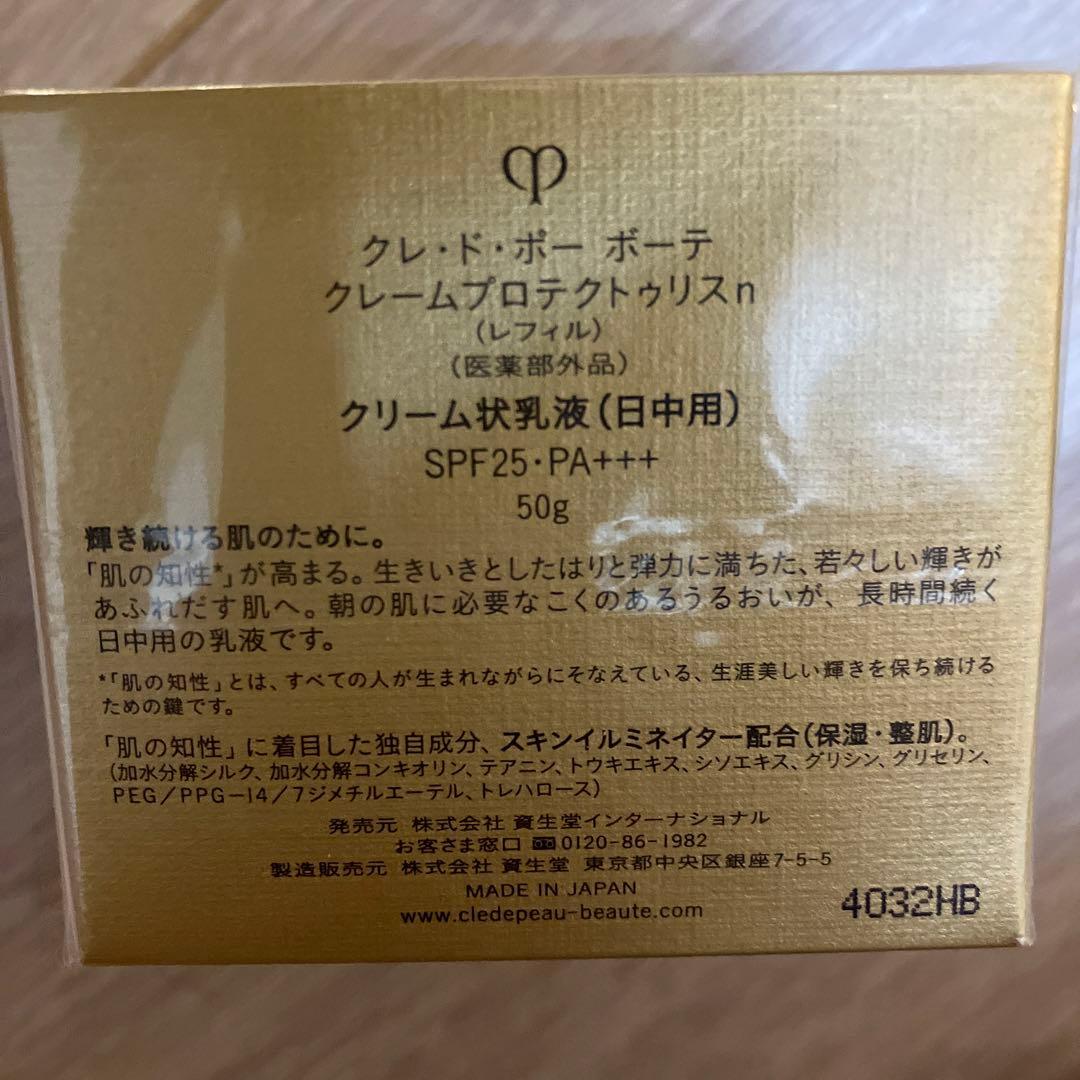 クレ・ド・ポー ボーテ
クレームプロテクトゥリスn
(レフィル)
(医薬部外品)
クリーム状乳液(日中用)
SPF25・PA+++
50g
輝き続ける肌のために。
「肌の知性*」が高まる。生きいきとしたはりと弾力に満ちた、若々しい輝きが
あふれだす肌へ。朝の肌に必要なこくのあるうるおいが、長時間続く
日中用の乳液です。
*「肌の知性」とは、すべての人が生まれながらにそなえている、生涯美しい輝きを保ち続ける
ための鍵です。
「肌の知性」に着目した独自成分、スキンイルミネイター配合(保湿・整肌)。
(加水分解シルク、加水分解コンキオリン、テアニン、トウキエキス、シソエキス、グリシン、グリセリン、
PEG/PPG-14/7ジメチルエーテル、トレハロース)
発売元 株式会社 資生堂インターナショナル
お客さま窓口 0120-86-1982
製造販売元 株式会社 資生堂 東京都中央区銀座7-5-5
MADE IN JAPAN
www.cledepeau-beaute.com
4032HB